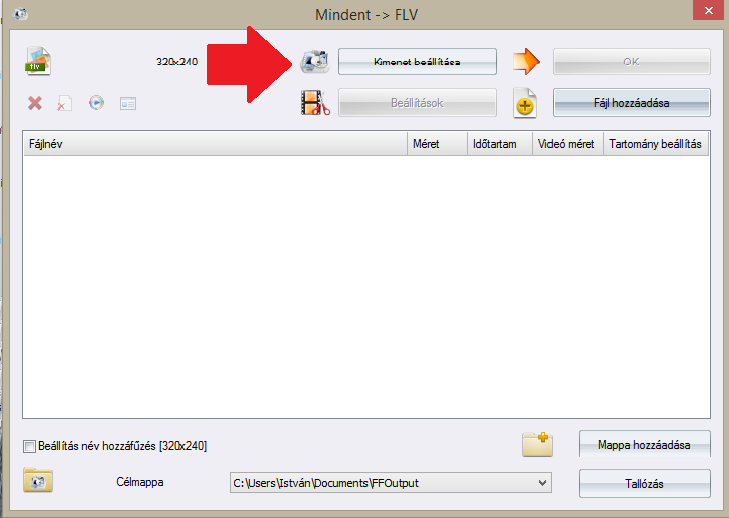 Mindent -> FLV
flv
320x240
Kimenet beállítása
OK
Beállítások
Fájl hozzáadása
Fájlnév Méret Időtartam Videó méret Tartomány beállítás
Beállítás név hozzáfűzés [320x240]
Mappa hozzáadása
Célmappa
C:\Users\István\Documents\FFOutput
Tallózás